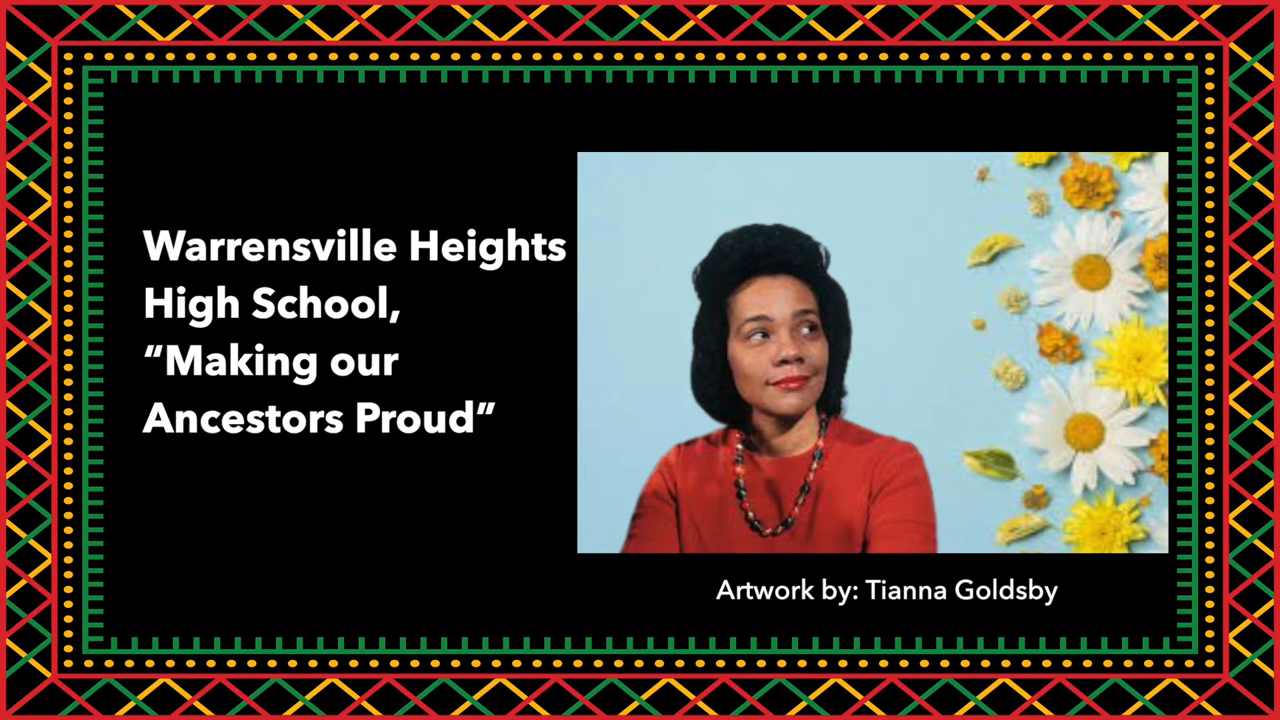 Warrensville Heights
High School,
“Making our
Ancestors Proud”
Artwork by: Tianna Goldsby